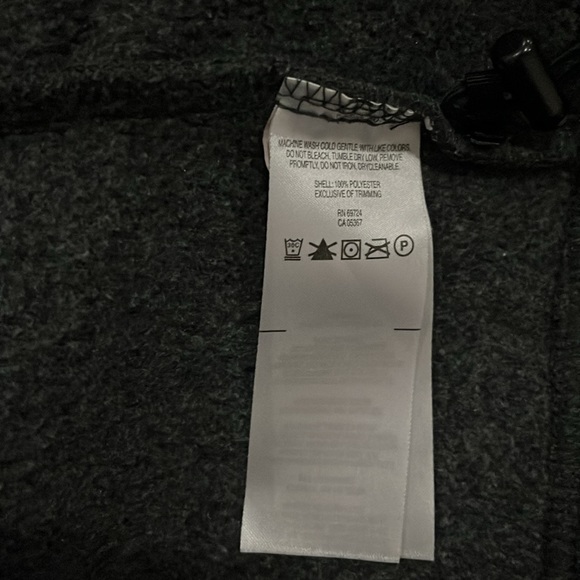 MACHINE WASH COLD GENTLE WITH LIKE COLORS.
DO NOT BLEACH, TUMBLE DRY LOW, REMOVE
PROMPTLY, DO NOT IRON, DRYCLEANABLE.
SHELL: 100% POLYESTER
EXCLUSIVE OF TRIMMING
RN 69724
CA 05367
30C
P